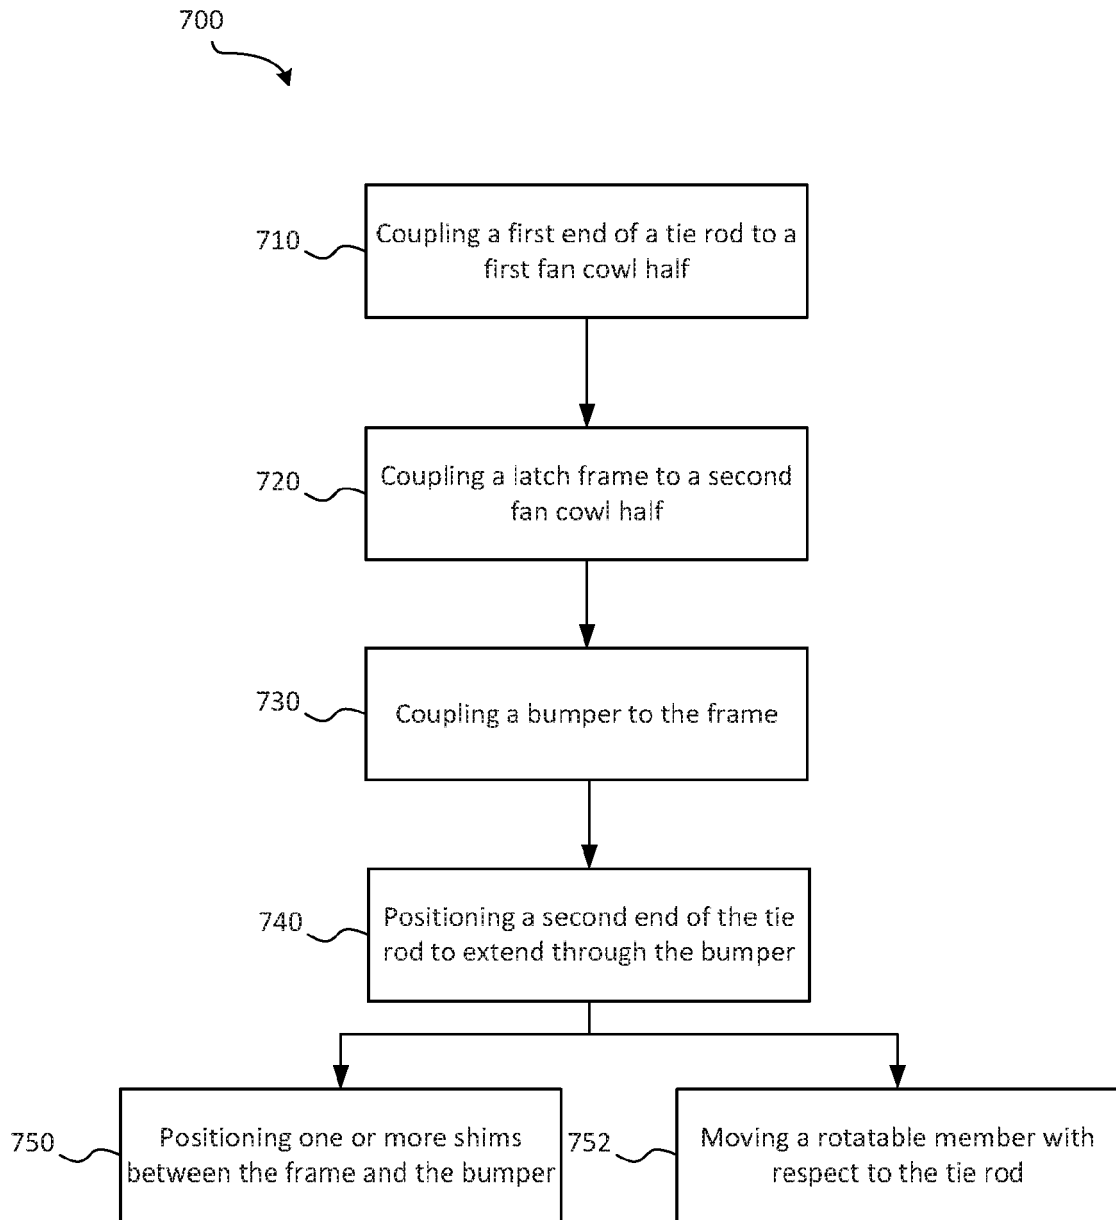 700
710
Coupling a first end of a tie rod to a
first fan cowl half
720
Coupling a latch frame to a second
fan cowl half
730
Coupling a bumper to the frame
740
Positioning a second end of the tie
rod to extend through the bumper
750
Positioning one or more shims
between the frame and the bumper
752
Moving a rotatable member with
respect to the tie rod